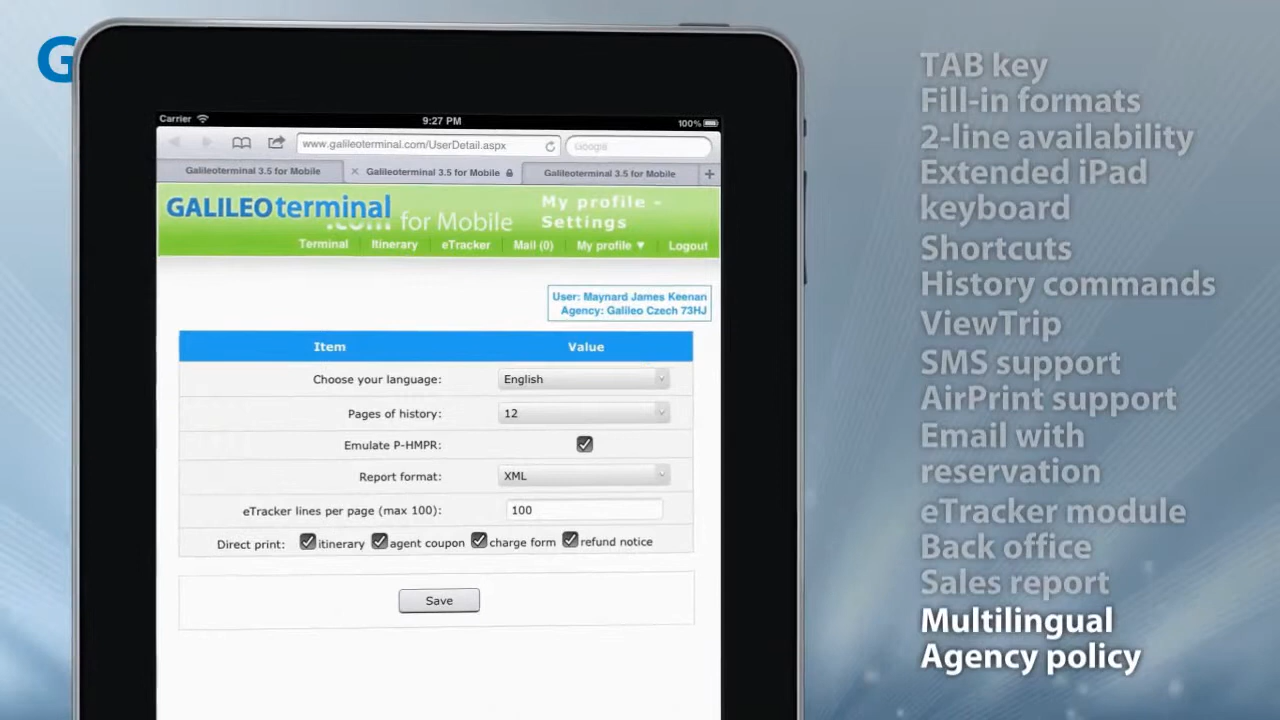 G
Carrier
9:27 PM
100%
www.galileoterminal.com/UserDetail.aspx
Google
Galileoterminal 3.5 for Mobile
Galileoterminal 3.5 for Mobile
Galileoterminal 3.5 for Mobile
GALILEOterminal
.com for Mobile
My profile -
Settings
Terminal Itinerary eTracker Mail (0) My profile ▼ Logout
User: Maynard James Keenan
Agency: Galileo Czech 73HJ
Item Value
Choose your language: English
Pages of history: 12
Emulate P-HMPR:
Report format: XML
eTracker lines per page (max 100): 100
Direct print: itinerary agent coupon charge form refund notice
Save
TAB key
Fill-in formats
2-line availability
Extended iPad
keyboard
Shortcuts
History commands
ViewTrip
SMS support
AirPrint support
Email with
reservation
eTracker module
Back office
Sales report
Multilingual
Agency policy